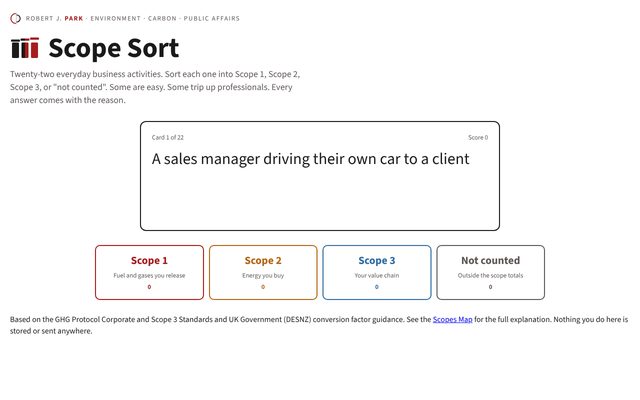 ROBERT J. PARK · ENVIRONMENT · CARBON · PUBLIC AFFAIRS
Scope Sort
Twenty-two everyday business activities. Sort each one into Scope 1, Scope 2,
Scope 3, or "not counted". Some are easy. Some trip up professionals. Every
answer comes with the reason.
Card 1 of 22
Score 0
A sales manager driving their own car to a client
Scope 1
Fuel and gases you release
0
Scope 2
Energy you buy
0
Scope 3
Your value chain
0
Not counted
Outside the scope totals
0
Based on the GHG Protocol Corporate and Scope 3 Standards and UK Government (DESNZ) conversion factor guidance. See the Scopes Map for the full explanation. Nothing you do here is
stored or sent anywhere.